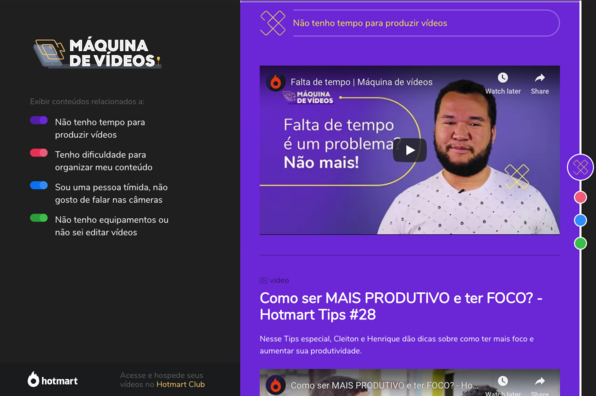 MÁQUINA
DE VÍDEOS!
Exibir conteúdos relacionados a:
Não tenho tempo para
produzir vídeos
Tenho dificuldade para
organizar meu conteúdo
Sou uma pessoa tímida, não
gosto de falar nas câmeras
Não tenho equipamentos ou
não sei editar vídeos
hotmart
Acesse e hospede seus
vídeos no Hotmart Club
Não tenho tempo para produzir vídeos
Falta de tempo | Máquina de vídeos
Watch later
Share
MÁQUINA
DE VÍDEOS
Falta de tempo
é um problema?
Não mais!
vídeo
Como ser MAIS PRODUTIVO e ter FOCO? -
Hotmart Tips #28
Nesse Tips especial, Cleiton e Henrique dão dicas sobre como ter mais foco e
aumentar sua produtividade.
Como ser MAIS PRODUTIVO e ter FOCO? - Ho...
Watch later
Share